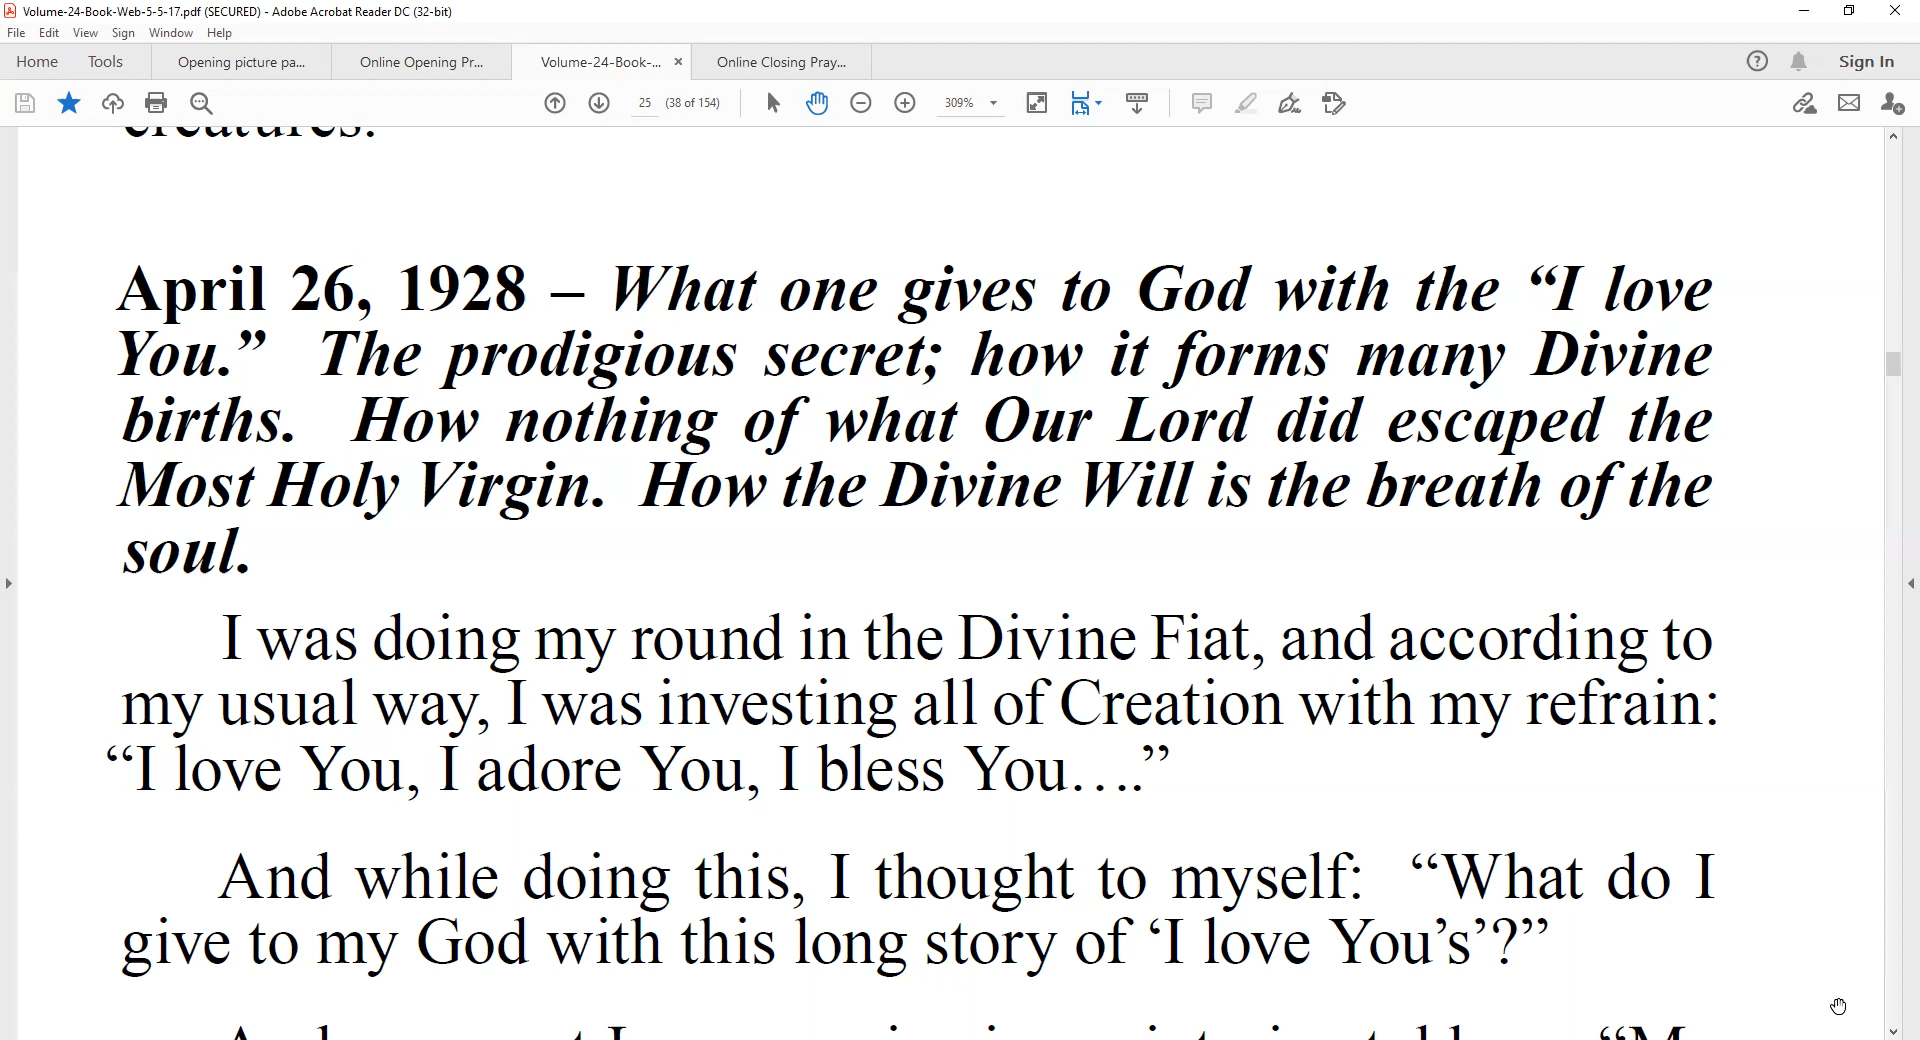 Volume-24-Book-Web-5-5-17.pdf (SECURED) - Adobe Acrobat Reader DC (32-bit)
File Edit View Sign Window Help
Home Tools Opening picture pa... Online Opening Pr... Volume-24-Book-... × Online Closing Pray... Sign In
25 (38 of 154) 309%
creatures.
April 26, 1928 – What one gives to God with the “I love
You.” The prodigious secret; how it forms many Divine
births. How nothing of what Our Lord did escaped the
Most Holy Virgin. How the Divine Will is the breath of the
soul.
I was doing my round in the Divine Fiat, and according to
my usual way, I was investing all of Creation with my refrain:
“I love You, I adore You, I bless You….”
And while doing this, I thought to myself: “What do I
give to my God with this long story of ‘I love You’s’?”